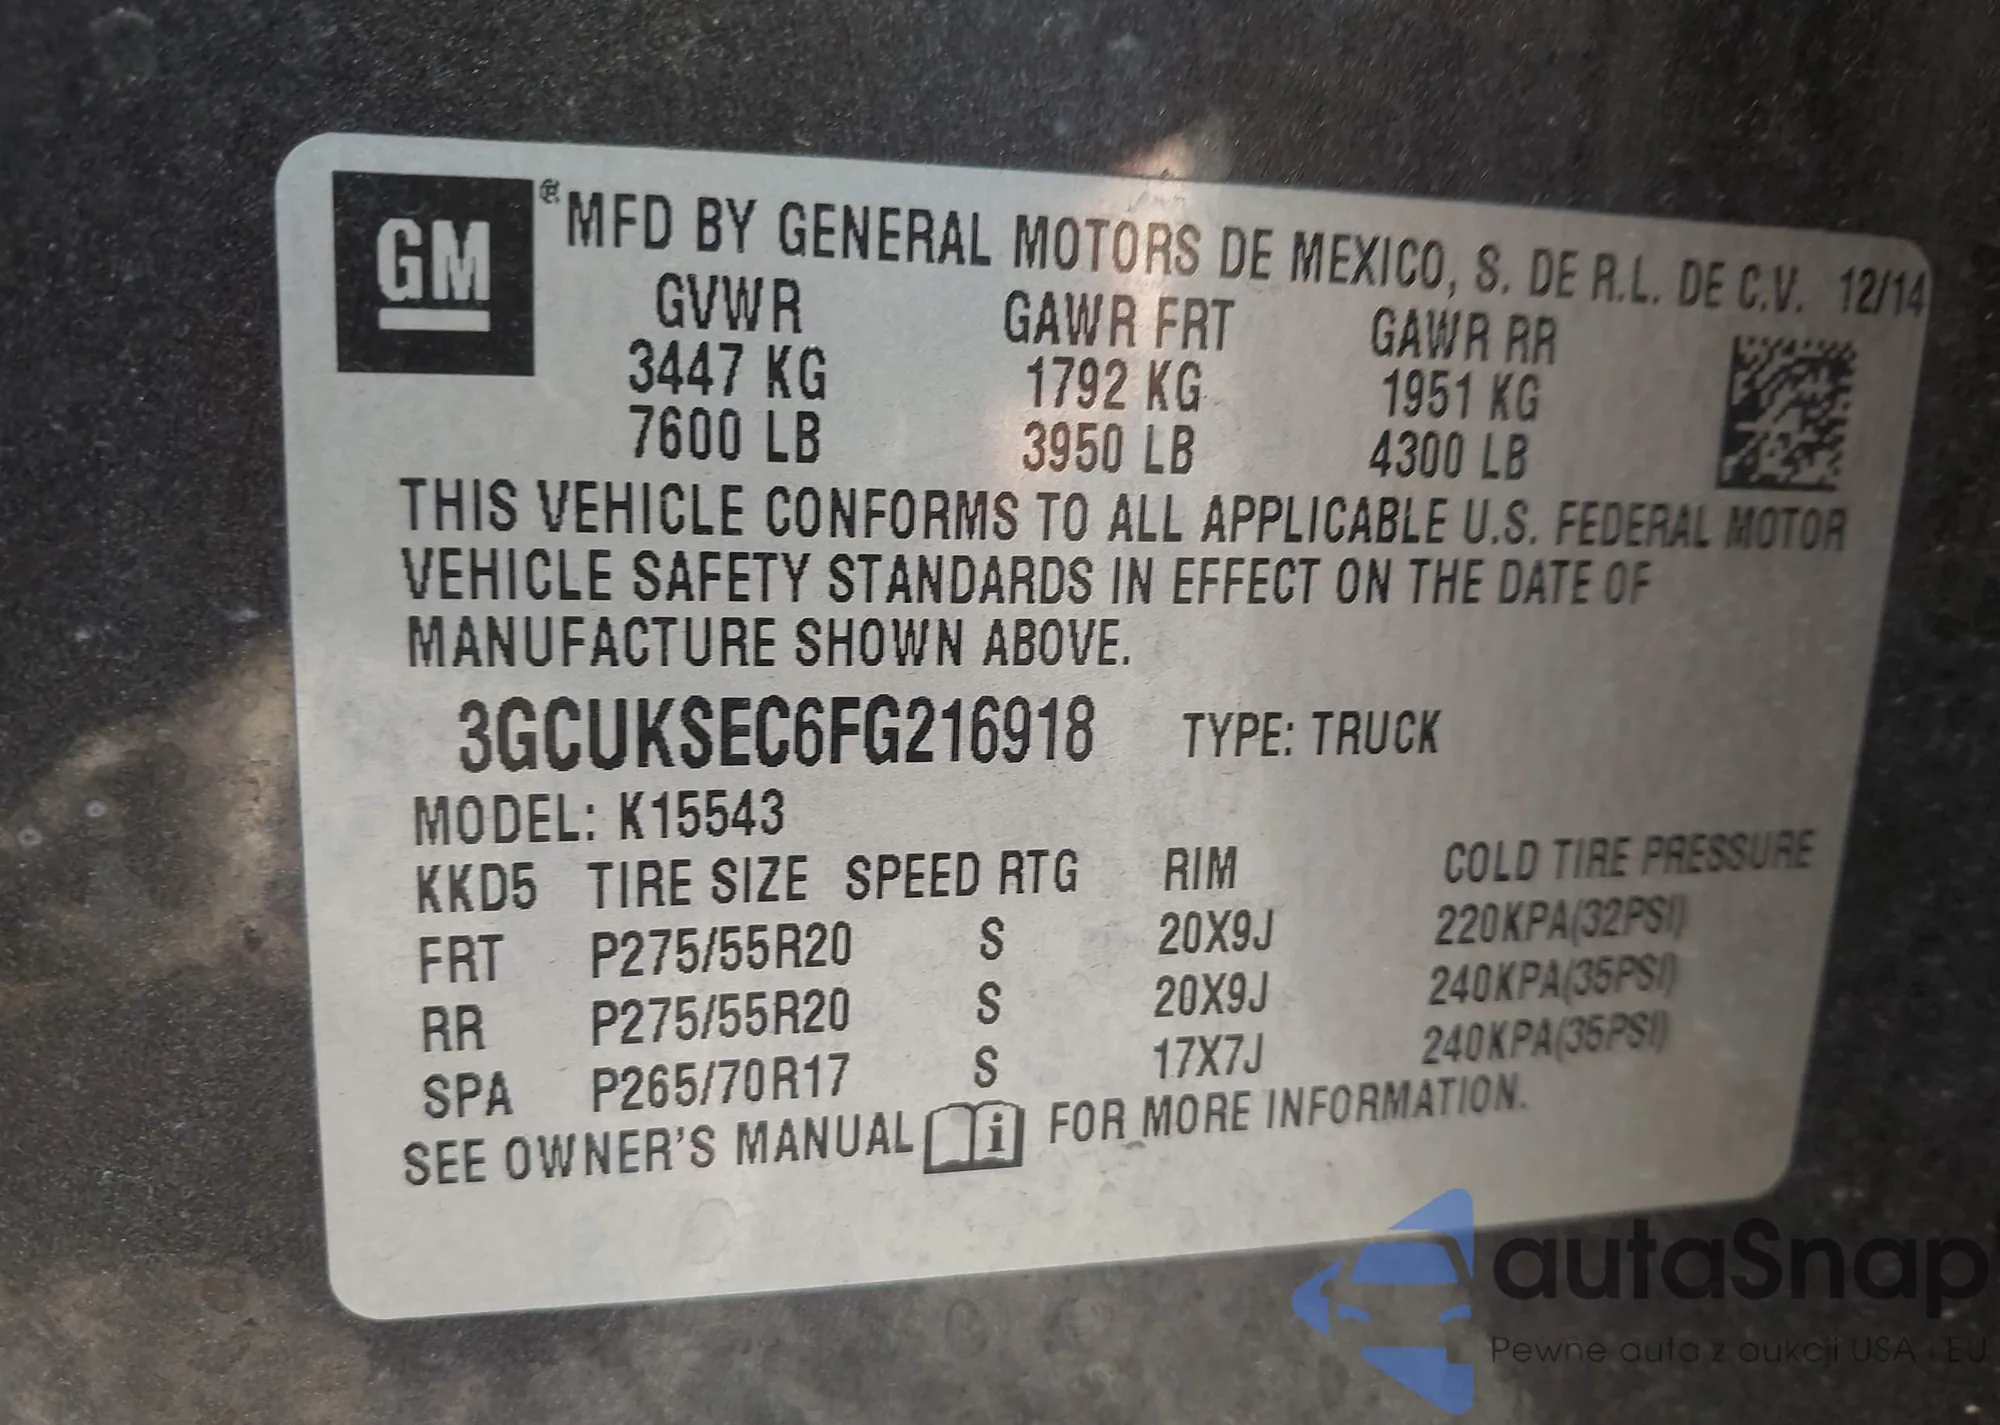 GM ® MFD BY GENERAL MOTORS DE MEXICO, S. DE R.L. DE C.V. 12/14
GVWR GAWR FRT GAWR RR
3447 KG 1792 KG 1951 KG
7600 LB 3950 LB 4300 LB
THIS VEHICLE CONFORMS TO ALL APPLICABLE U.S. FEDERAL MOTOR
VEHICLE SAFETY STANDARDS IN EFFECT ON THE DATE OF
MANUFACTURE SHOWN ABOVE.
3GCUKSEC6FG216918 TYPE: TRUCK
MODEL: K15543
KKD5 TIRE SIZE SPEED RTG RIM COLD TIRE PRESSURE
FRT P275/55R20 S 20X9J 220KPA(32PSI)
RR P275/55R20 S 20X9J 240KPA(35PSI)
SPA P265/70R17 S 17X7J 240KPA(35PSI)
SEE OWNER'S MANUAL i FOR MORE INFORMATION.
autaSnap
Pewne auta z aukcji USA i EU